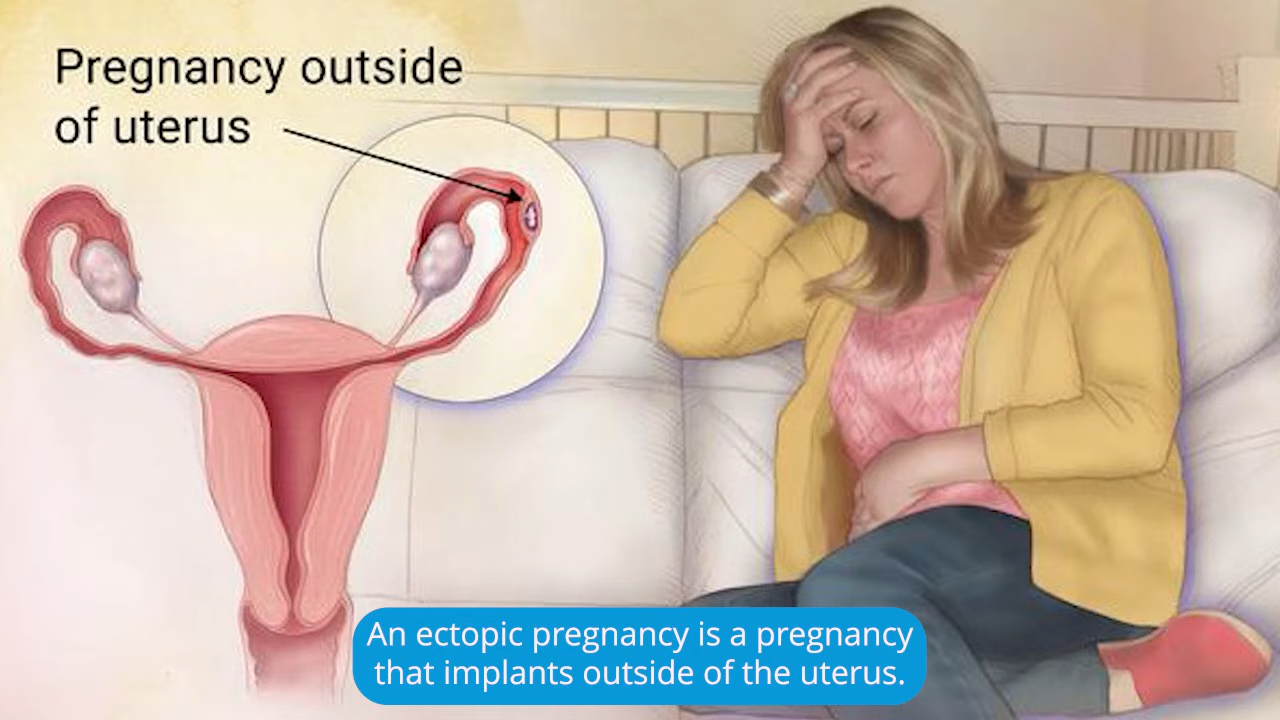 Pregnancy outside
of uterus
An ectopic pregnancy is a pregnancy
that implants outside of the uterus.